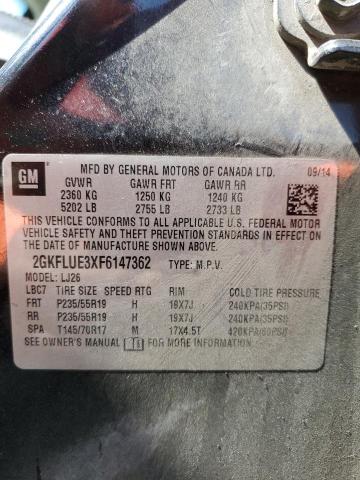 GM
MFD BY GENERAL MOTORS OF CANADA LTD. 09/14
GVWR GAWR FRT GAWR RR
2360 KG 1250 KG 1240 KG
5202 LB 2755 LB 2733 LB
THIS VEHICLE CONFORMS TO ALL APPLICABLE U.S. FEDERAL MOTOR
VEHICLE SAFETY AND THEFT PREVENTION STANDARDS IN EFFECT ON
THE DATE OF MANUFACTURE SHOWN ABOVE.
2GKFLUE3XF6147362 TYPE: M.P.V.
MODEL: LJ26
LBC7 TIRE SIZE SPEED RTG RIM COLD TIRE PRESSURE
FRT P235/55R19 H 19X7J 240KPA(35PSI)
RR P235/55R19 H 19X7J 240KPA(35PSI)
SPA T145/70R17 M 17X4.5T 420KPA(60PSI)
SEE OWNER'S MANUAL FOR MORE INFORMATION.